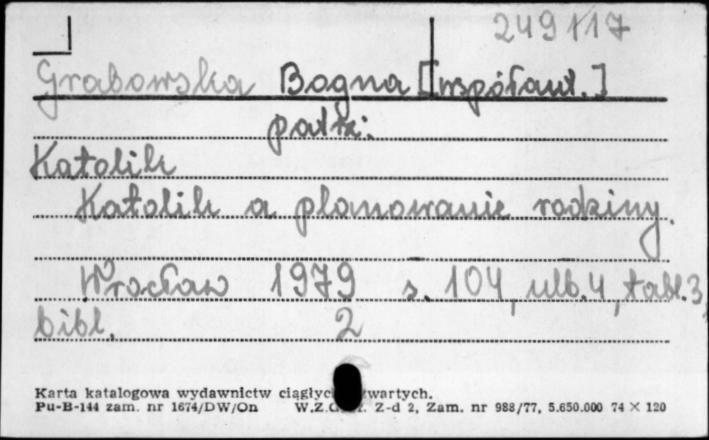 249117
Grabowska Bogna [współaut.]
patrz:
Katolik
Katolik a planowanie rodziny.
Wrocław 1979 s. 104, ulb. 4, tabl. 3,
bibl. 2
Karta katalogowa wydawnictw ciągłyc twartych.
Pu-B-144 zam. nr 1674/DW/On W.Z. Z-d 2, Zam. nr 988/77, 5.650.000 74 × 120